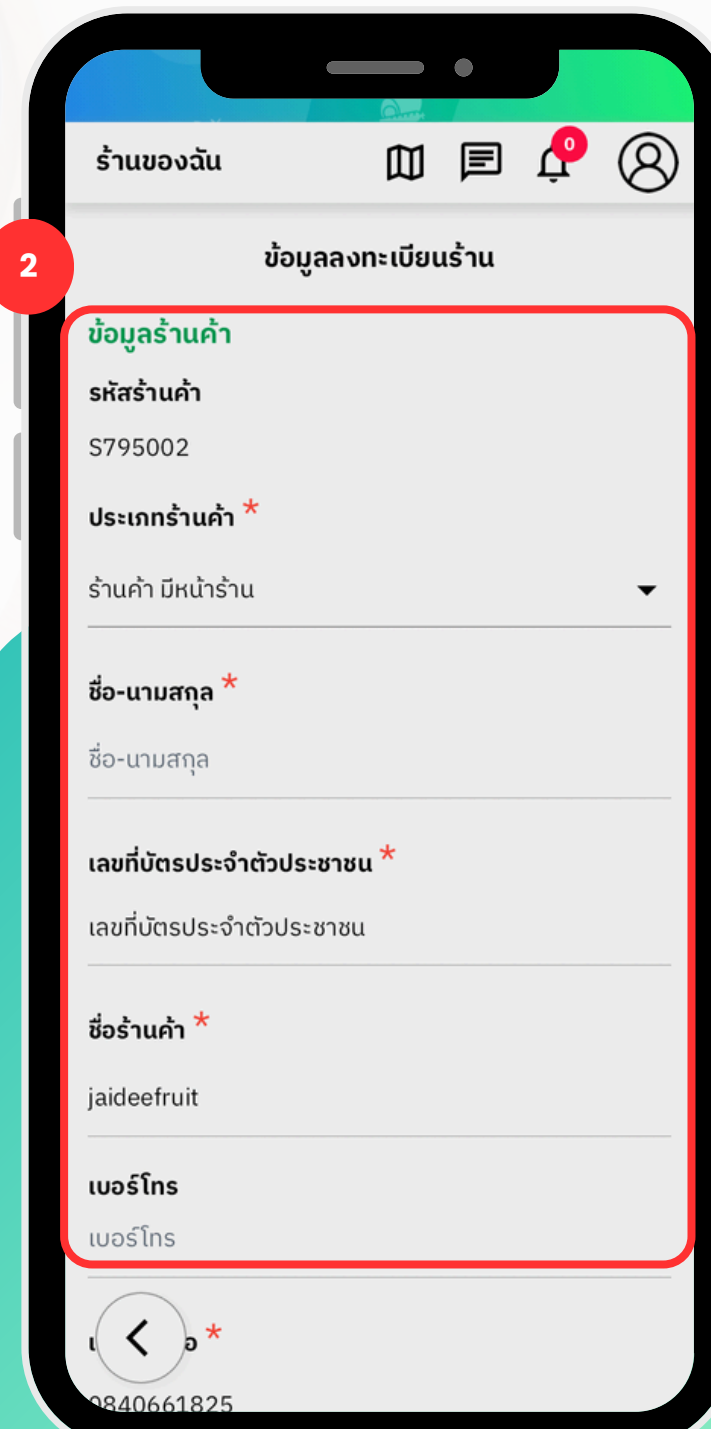 ร้านของฉัน
0
2
ข้อมูลลงทะเบียนร้าน
ข้อมูลร้านค้า
รหัสร้านค้า
S795002
ประเภทร้านค้า *
ร้านค้า มีหน้าร้าน
ชื่อ-นามสกุล *
ชื่อ-นามสกุล
เลขที่บัตรประจำตัวประชาชน *
เลขที่บัตรประจำตัวประชาชน
ชื่อร้านค้า *
jaideefruit
เบอร์โทร
เบอร์โทร
*
0840661825